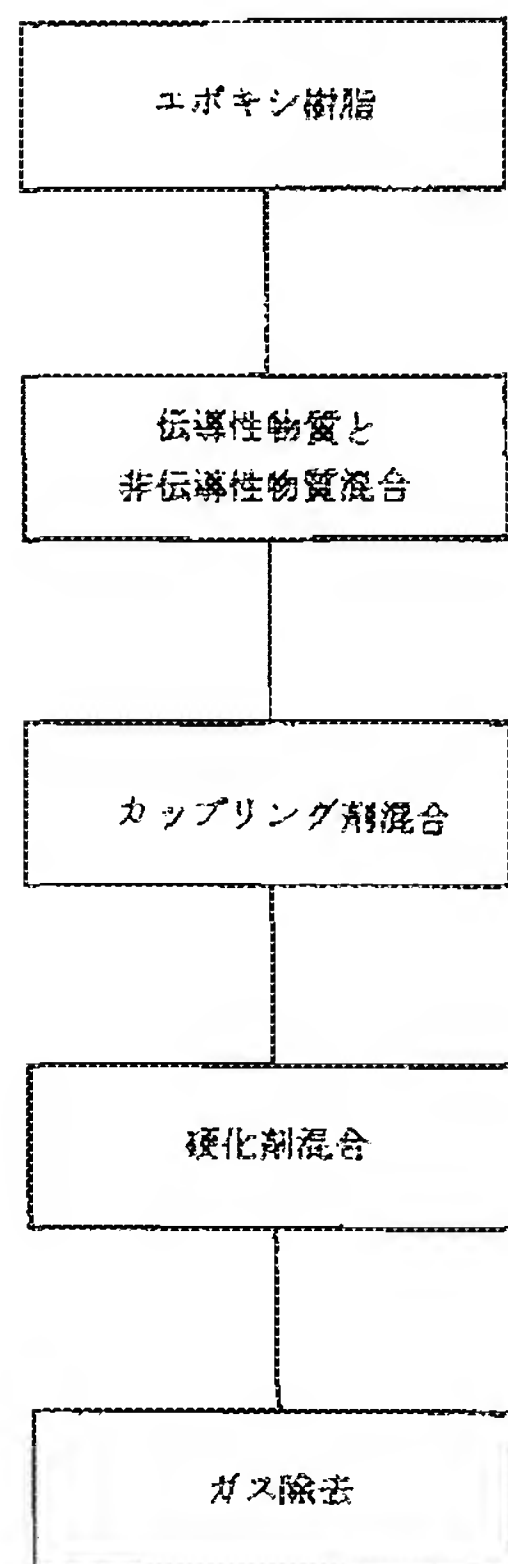 エポキシ樹脂
伝導性物質と
非伝導性物質混合
カップリング剤混合
硬化剤混合
ガス除去